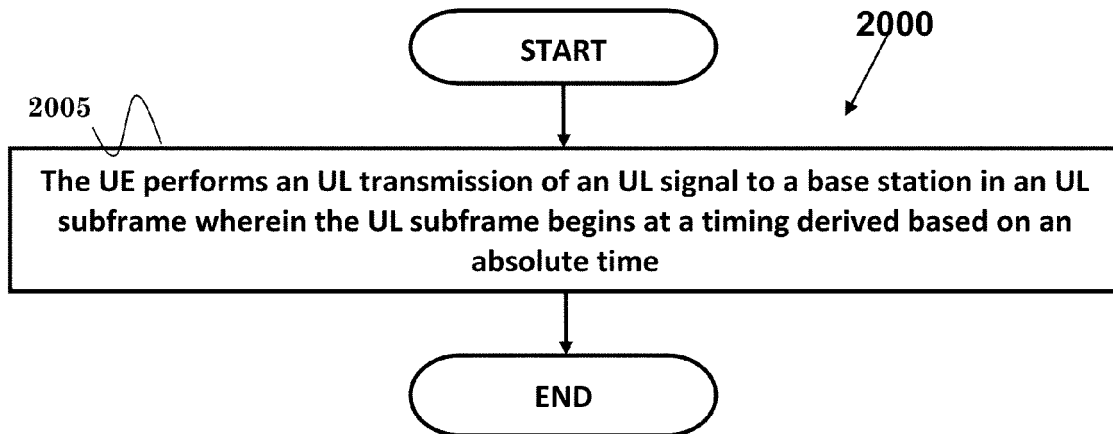 2000
START
2005
The UE performs an UL transmission of an UL signal to a base station in an UL
subframe wherein the UL subframe begins at a timing derived based on an
absolute time
END